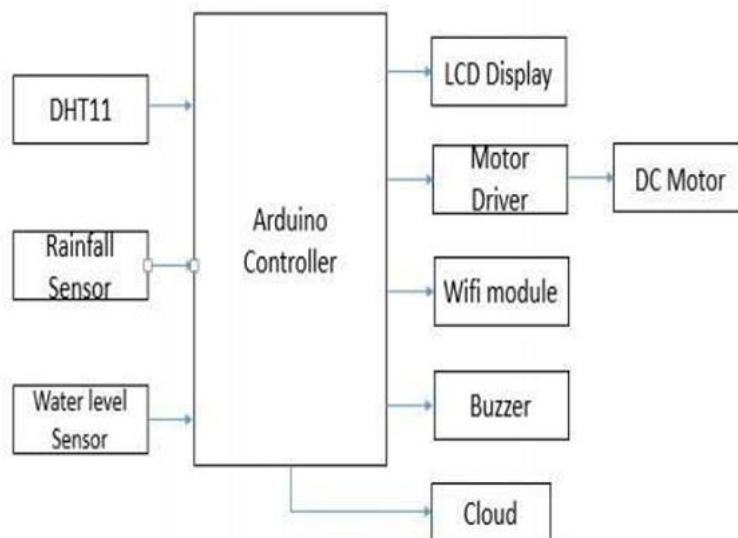 DHT11
Rainfall
Sensor
Water level
Sensor
Arduino
Controller
LCD Display
Motor
Driver
DC Motor
Wifi module
Buzzer
Cloud